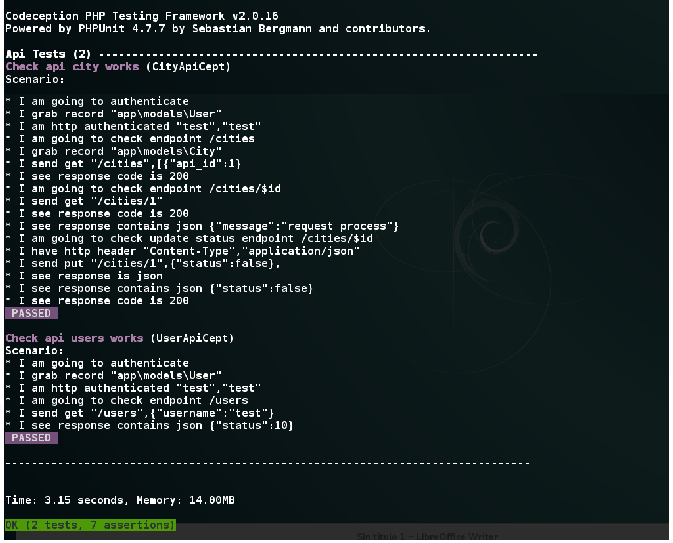 Codeception PHP Testing Framework v2.0.16
Powered by PHPUnit 4.7.7 by Sebastian Bergmann and contributors.
Api Tests (2) -------------------------------------------------------------------
Check api city works (CityApiCept)
Scenario:
* I am going to authenticate
* I grab record "app\models\User"
* I am http authenticated "test","test"
* I am going to check endpoint /cities
* I grab record "app\models\City"
* I send get "/cities",[{"api_id":1}
* I see response code is 200
* I am going to check endpoint /cities/$id
* I send get "/cities/1"
* I see response code is 200
* I see response contains json {"message":"request process"}
* I am going to check update status endpoint /cities/$id
* I have http header "Content-Type","application/json"
* I send put "/cities/1",{"status":false},
* I see response is json
* I see response contains json {"status":false}
* I see response code is 200
PASSED
Check api users works (UserApiCept)
Scenario:
* I am going to authenticate
* I grab record "app\models\User"
* I am http authenticated "test","test"
* I am going to check endpoint /users
* I send get "/users",{"username":"test"}
* I see response contains json {"status":10}
PASSED
--------------------------------------------------------------------------------
Time: 3.15 seconds, Memory: 14.00MB
OK (2 tests, 7 assertions)
Sin título 1 - LibreOffice Writer